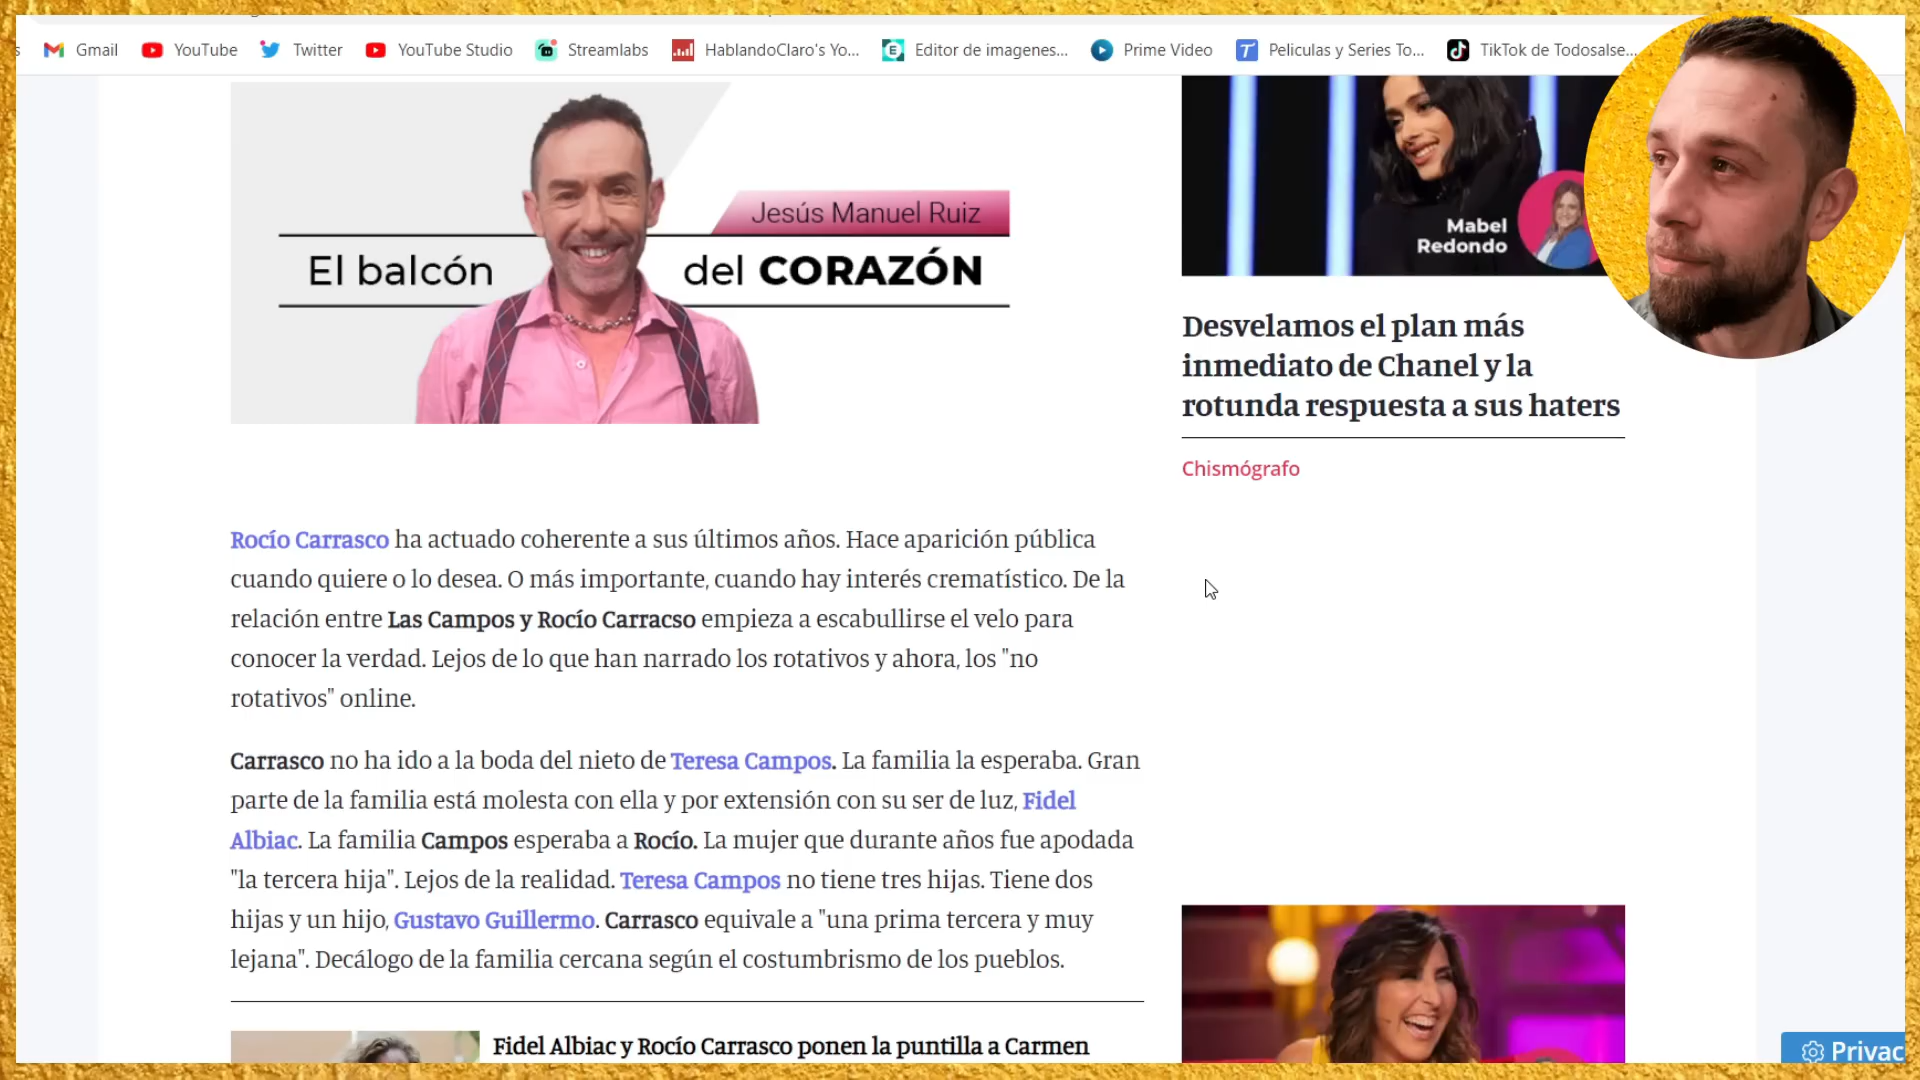 Gmail
YouTube
Twitter
YouTube Studio
Streamlabs
HablandoClaro's Yo...
Editor de imagenes...
Prime Video
Peliculas y Series To...
TikTok de Todosalse...
Jesús Manuel Ruiz
El balcón del CORAZÓN
Rocío Carrasco ha actuado coherente a sus últimos años. Hace aparición pública
cuando quiere o lo desea. O más importante, cuando hay interés crematístico. De la
relación entre Las Campos y Rocío Carracso empieza a escabullirse el velo para
conocer la verdad. Lejos de lo que han narrado los rotativos y ahora, los "no
rotativos" online.
Carrasco no ha ido a la boda del nieto de Teresa Campos. La familia la esperaba. Gran
parte de la familia está molesta con ella y por extensión con su ser de luz, Fidel
Albiac. La familia Campos esperaba a Rocío. La mujer que durante años fue apodada
"la tercera hija". Lejos de la realidad. Teresa Campos no tiene tres hijas. Tiene dos
hijas y un hijo, Gustavo Guillermo. Carrasco equivale a "una prima tercera y muy
lejana". Decálogo de la familia cercana según el costumbrismo de los pueblos.
Fidel Albiac y Rocío Carrasco ponen la puntilla a Carmen
Mabel
Redondo
Desvelamos el plan más
inmediato de Chanel y la
rotunda respuesta a sus haters
Chismógrafo
Privac